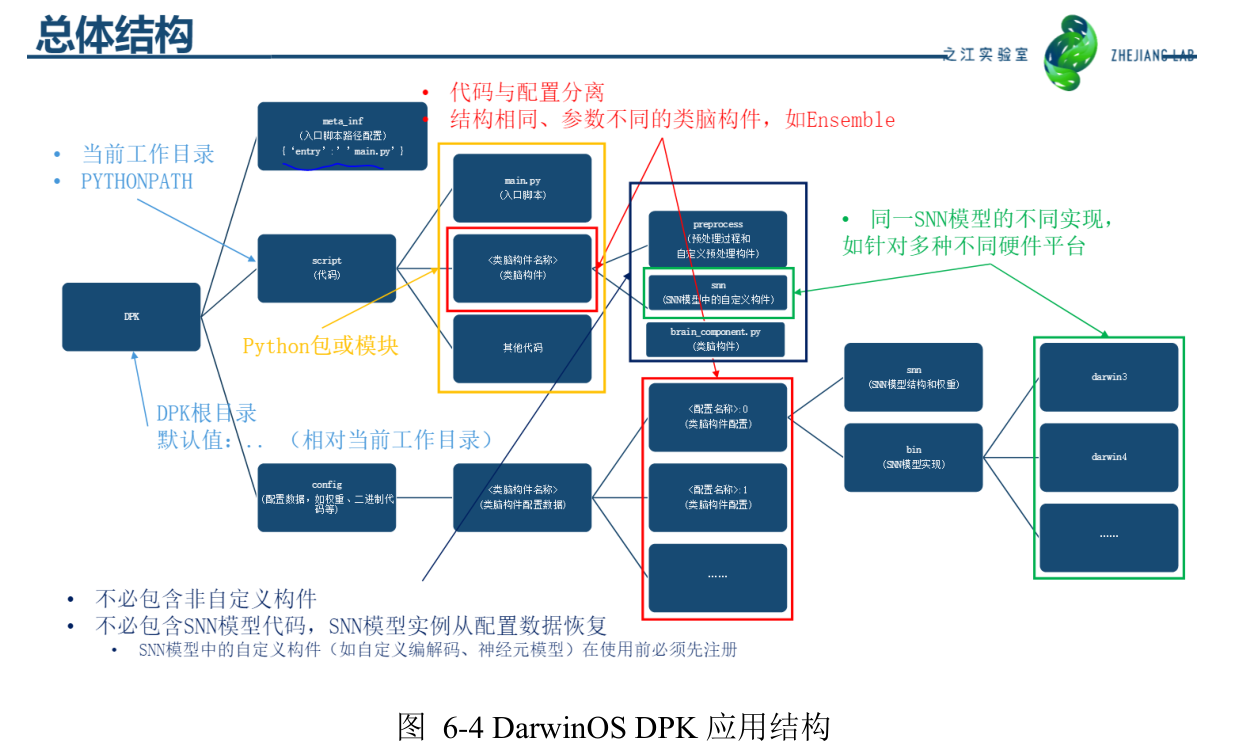 总体结构
之江实验室
ZHEJIANG LAB
代码与配置分离
结构相同、参数不同的类脑构件，如Ensemble
meta_inf
(入口脚本路径配置)
{‘entry’:’’main.py’}
当前工作目录
PYTHONPATH
main.py
(入口脚本)
同一SNN模型的不同实现，
如针对多种不同硬件平台
preprocess
(预处理过程和
自定义预处理构件)
script
(代码)
<类脑构件名称>
(类脑构件)
snn
(SNN模型中的自定义构件)
DPK
brain_component.py
(类脑构件)
Python包或模块
其他代码
snn
(SNN模型结构和权重)
darwin3
DPK根目录
默认值：.. （相对当前工作目录）
<配置名称>:0
(类脑构件配置)
bin
(SNN模型实现)
darwin4
config
(配置数据，如权重、二进制代
码等)
<类脑构件名称>
(类脑构件配置数据)
<配置名称>:1
(类脑构件配置)
......
......
不必包含非自定义构件
不必包含SNN模型代码，SNN模型实例从配置数据恢复
SNN模型中的自定义构件（如自定义编解码、神经元模型）在使用前必须先注册
图 6-4 DarwinOS DPK 应用结构